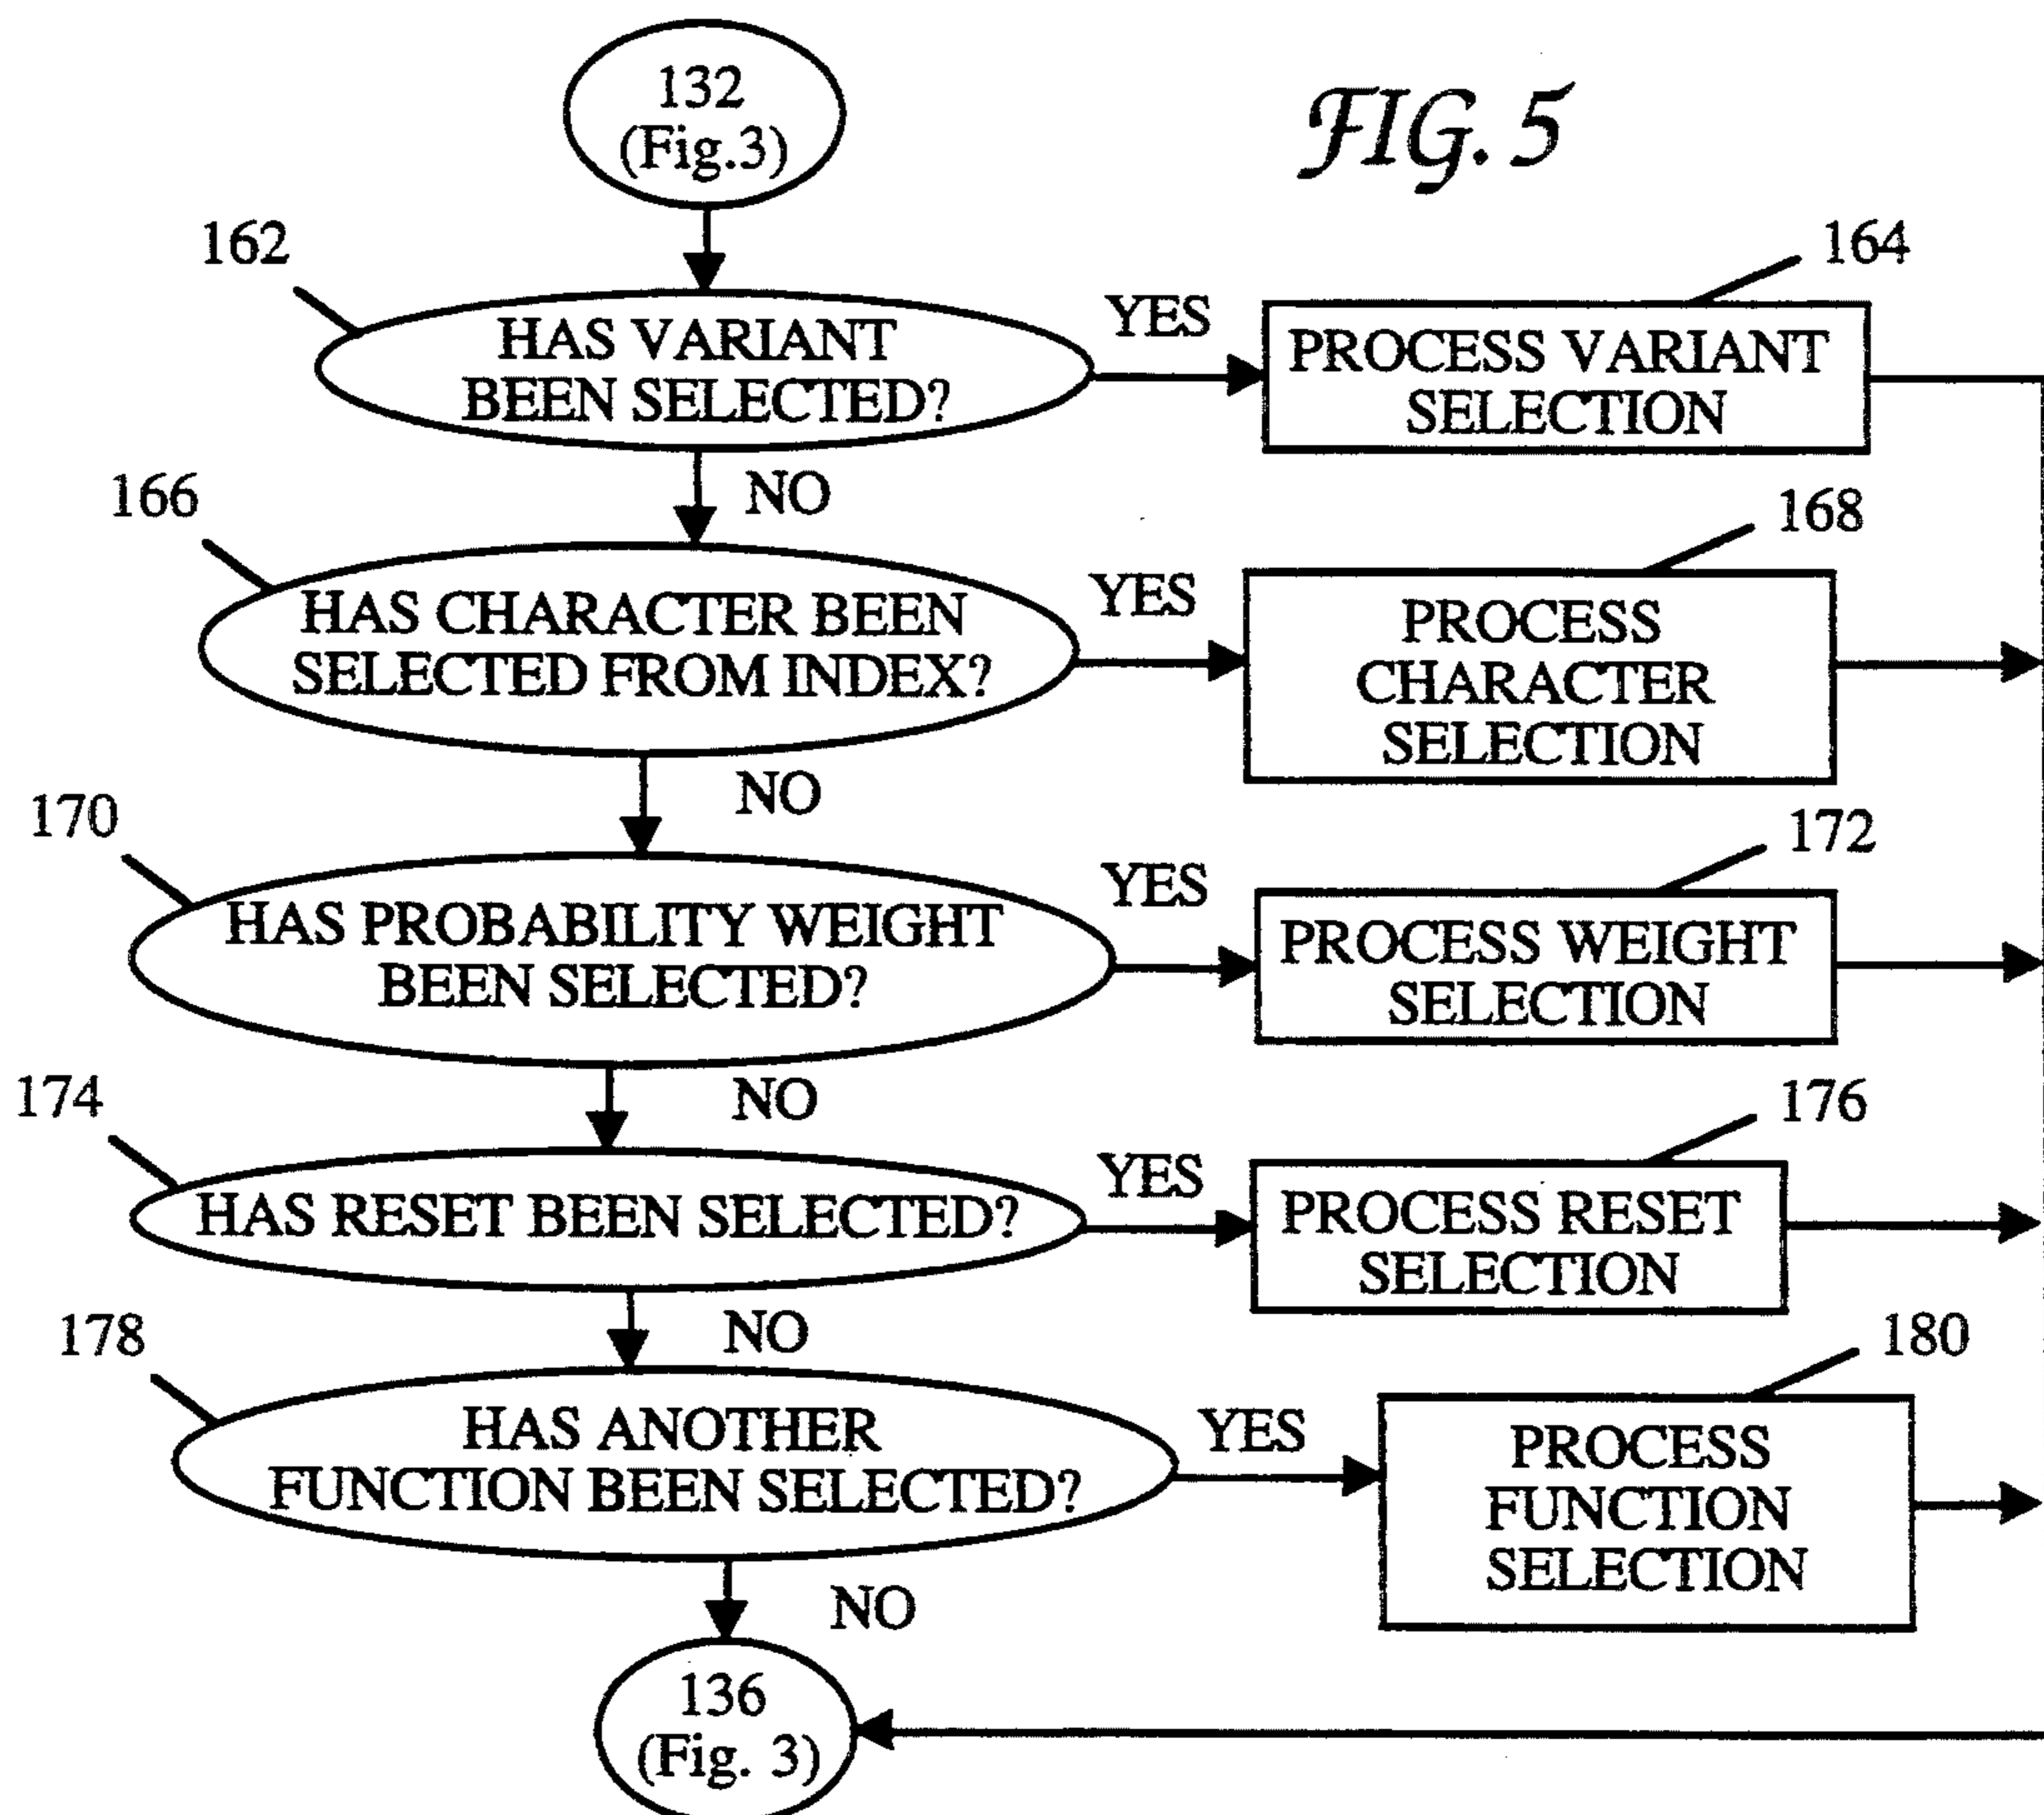 132
(Fig.3)
FIG. 5
162
HAS VARIANT
BEEN SELECTED?
YES
164
PROCESS VARIANT
SELECTION
NO
166
HAS CHARACTER BEEN
SELECTED FROM INDEX?
YES
168
PROCESS
CHARACTER
SELECTION
NO
170
HAS PROBABILITY WEIGHT
BEEN SELECTED?
YES
172
PROCESS WEIGHT
SELECTION
NO
174
HAS RESET BEEN SELECTED?
YES
176
PROCESS RESET
SELECTION
NO
178
HAS ANOTHER
FUNCTION BEEN SELECTED?
YES
180
PROCESS
FUNCTION
SELECTION
NO
136
(Fig. 3)